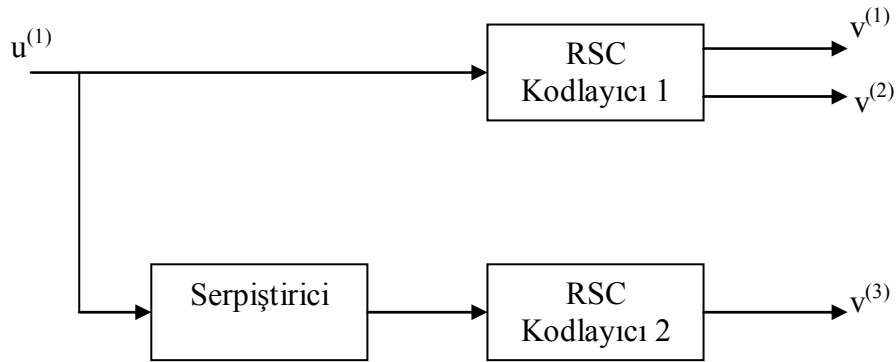 u(1)
RSC
Kodlayıcı 1
v(1)
v(2)
Serpiştirici
RSC
Kodlayıcı 2
v(3)